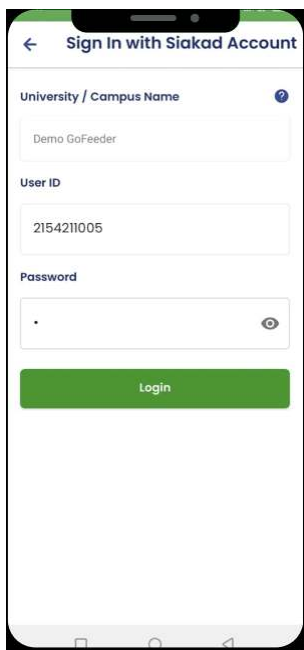 Sign In with Siakad Account
University / Campus Name
Demo GoFeeder
User ID
2154211005
Password
Login